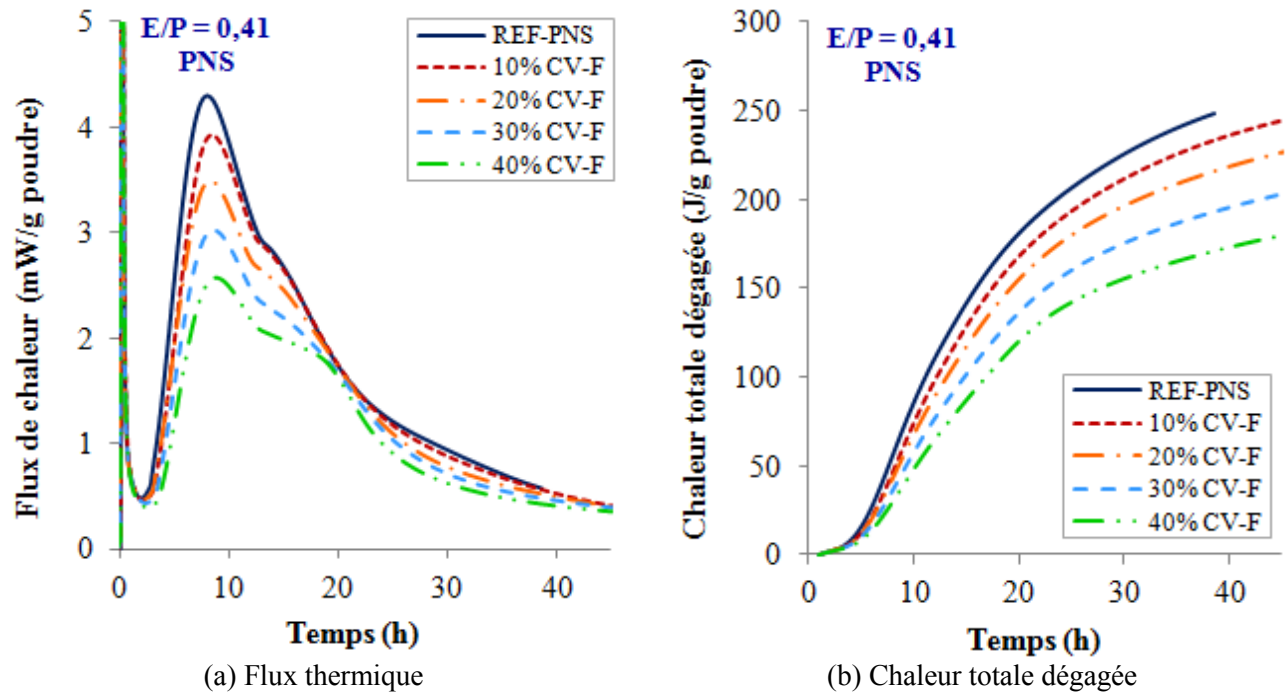 E/P = 0,41
PNS
REF-PNS
10% CV-F
20% CV-F
30% CV-F
40% CV-F
Flux de chaleur (mW/g poudre)
5
4
3
2
1
0
0 10 20 30 40
Temps (h)
(a) Flux thermique
E/P = 0,41
PNS
Chaleur totale dégagée (J/g poudre)
300
250
200
150
100
50
0
REF-PNS
10% CV-F
20% CV-F
30% CV-F
40% CV-F
0 10 20 30 40
Temps (h)
(b) Chaleur totale dégagée